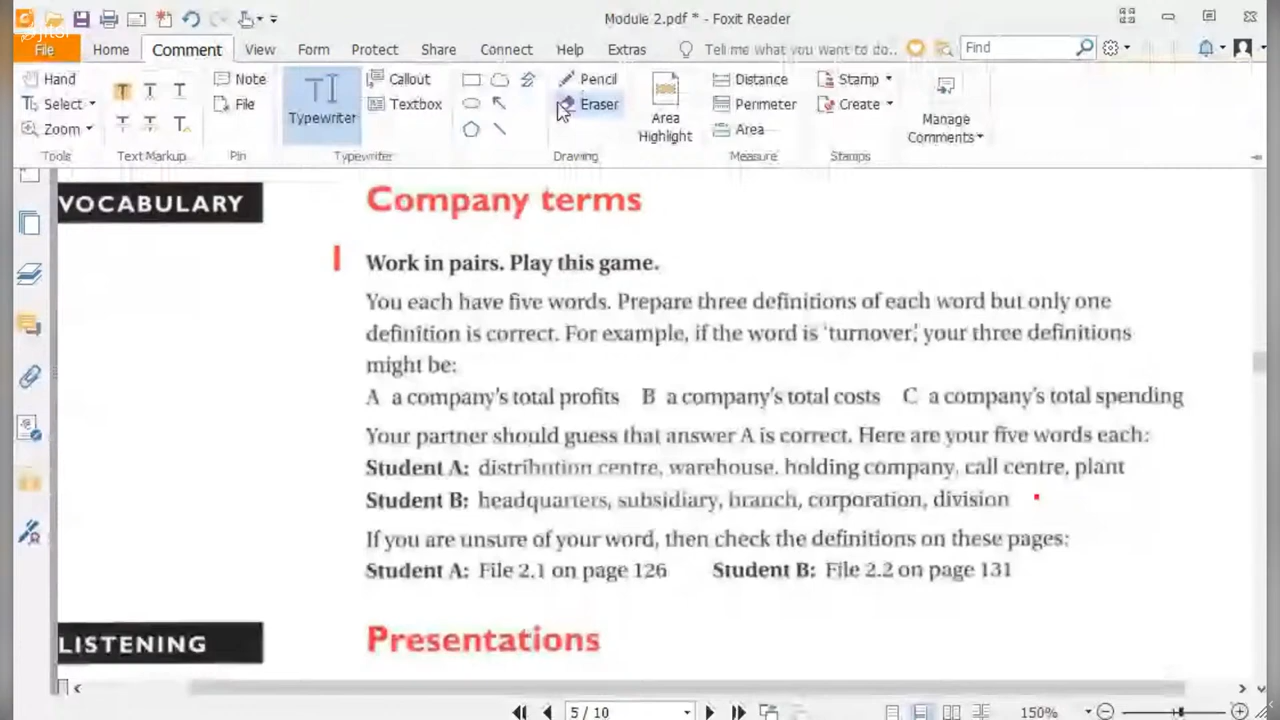 Module 2.pdf * - Foxit Reader
Jitsi
File Home Comment View Form Protect Share Connect Help Extras Tell me what you want to do.. Find
Hand Note Callout Pencil Distance Stamp
Select File Typewriter Textbox Eraser Area Highlight Perimeter Create Manage Comments
Zoom Area
Tools Text Markup Pin Typewriter Drawing Measure Stamps
VOCABULARY Company terms
1 Work in pairs. Play this game.
You each have five words. Prepare three definitions of each word but only one
definition is correct. For example, if the word is 'turnover', your three definitions
might be:
A a company's total profits B a company's total costs C a company's total spending
Your partner should guess that answer A is correct. Here are your five words each:
Student A: distribution centre, warehouse, holding company, call centre, plant
Student B: headquarters, subsidiary, branch, corporation, division
If you are unsure of your word, then check the definitions on these pages:
Student A: File 2.1 on page 126 Student B: File 2.2 on page 131
LISTENING Presentations
5 / 10 150%